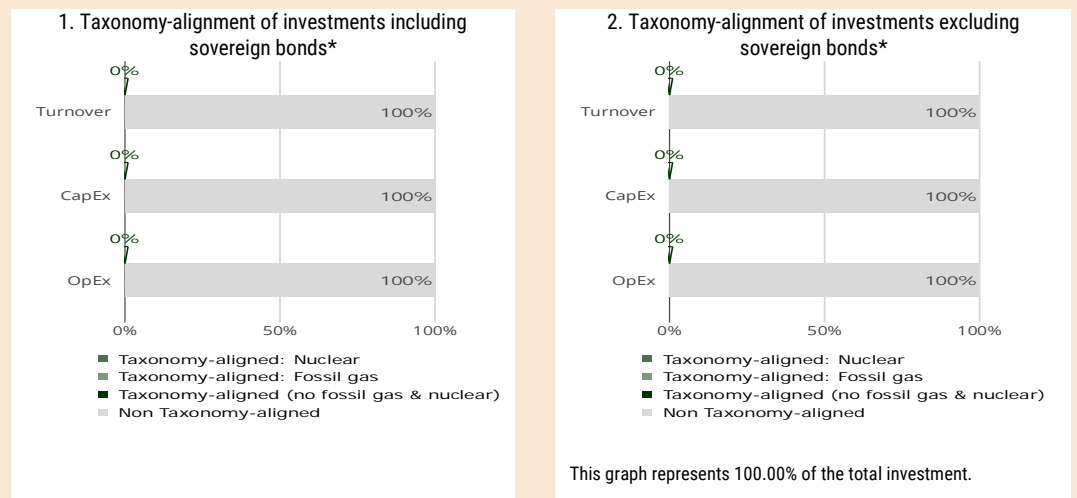 1. Taxonomy-alignment of investments including
sovereign bonds*
0%
Turnover
100%
0%
CapEx
100%
0%
OpEx
100%
0%
50%
100%
Taxonomy-aligned: Nuclear
Taxonomy-aligned: Fossil gas
Taxonomy-aligned (no fossil gas & nuclear)
Non Taxonomy-aligned
2. Taxonomy-alignment of investments excluding
sovereign bonds*
0%
Turnover
100%
0%
CapEx
100%
0%
OpEx
100%
0%
50%
100%
Taxonomy-aligned: Nuclear
Taxonomy-aligned: Fossil gas
Taxonomy-aligned (no fossil gas & nuclear)
Non Taxonomy-aligned
This graph represents 100.00% of the total investment.